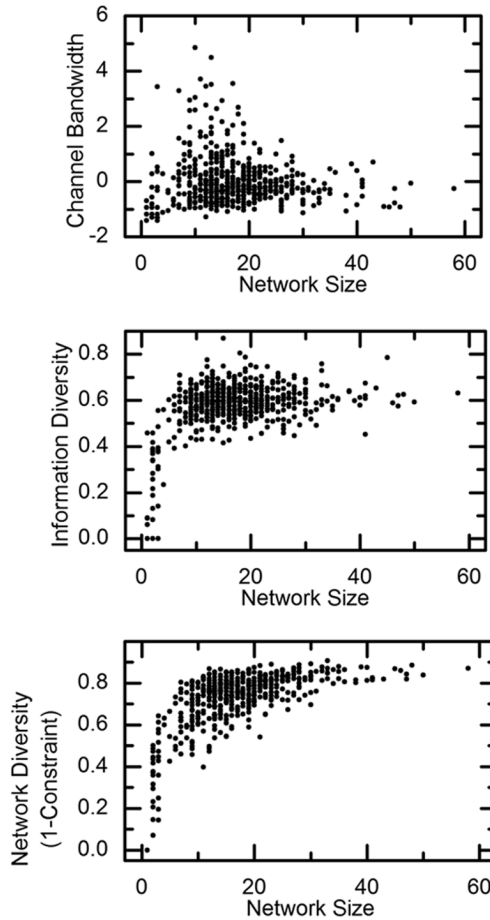 6
4
2
0
-2
Channel Bandwidth
0 20 40 60
Network Size
0.8
0.6
0.4
0.2
0.0
Information Diversity
0 20 40 60
Network Size
0.8
0.6
0.4
0.2
0.0
Network Diversity
(1-Constraint)
0 20 40 60
Network Size